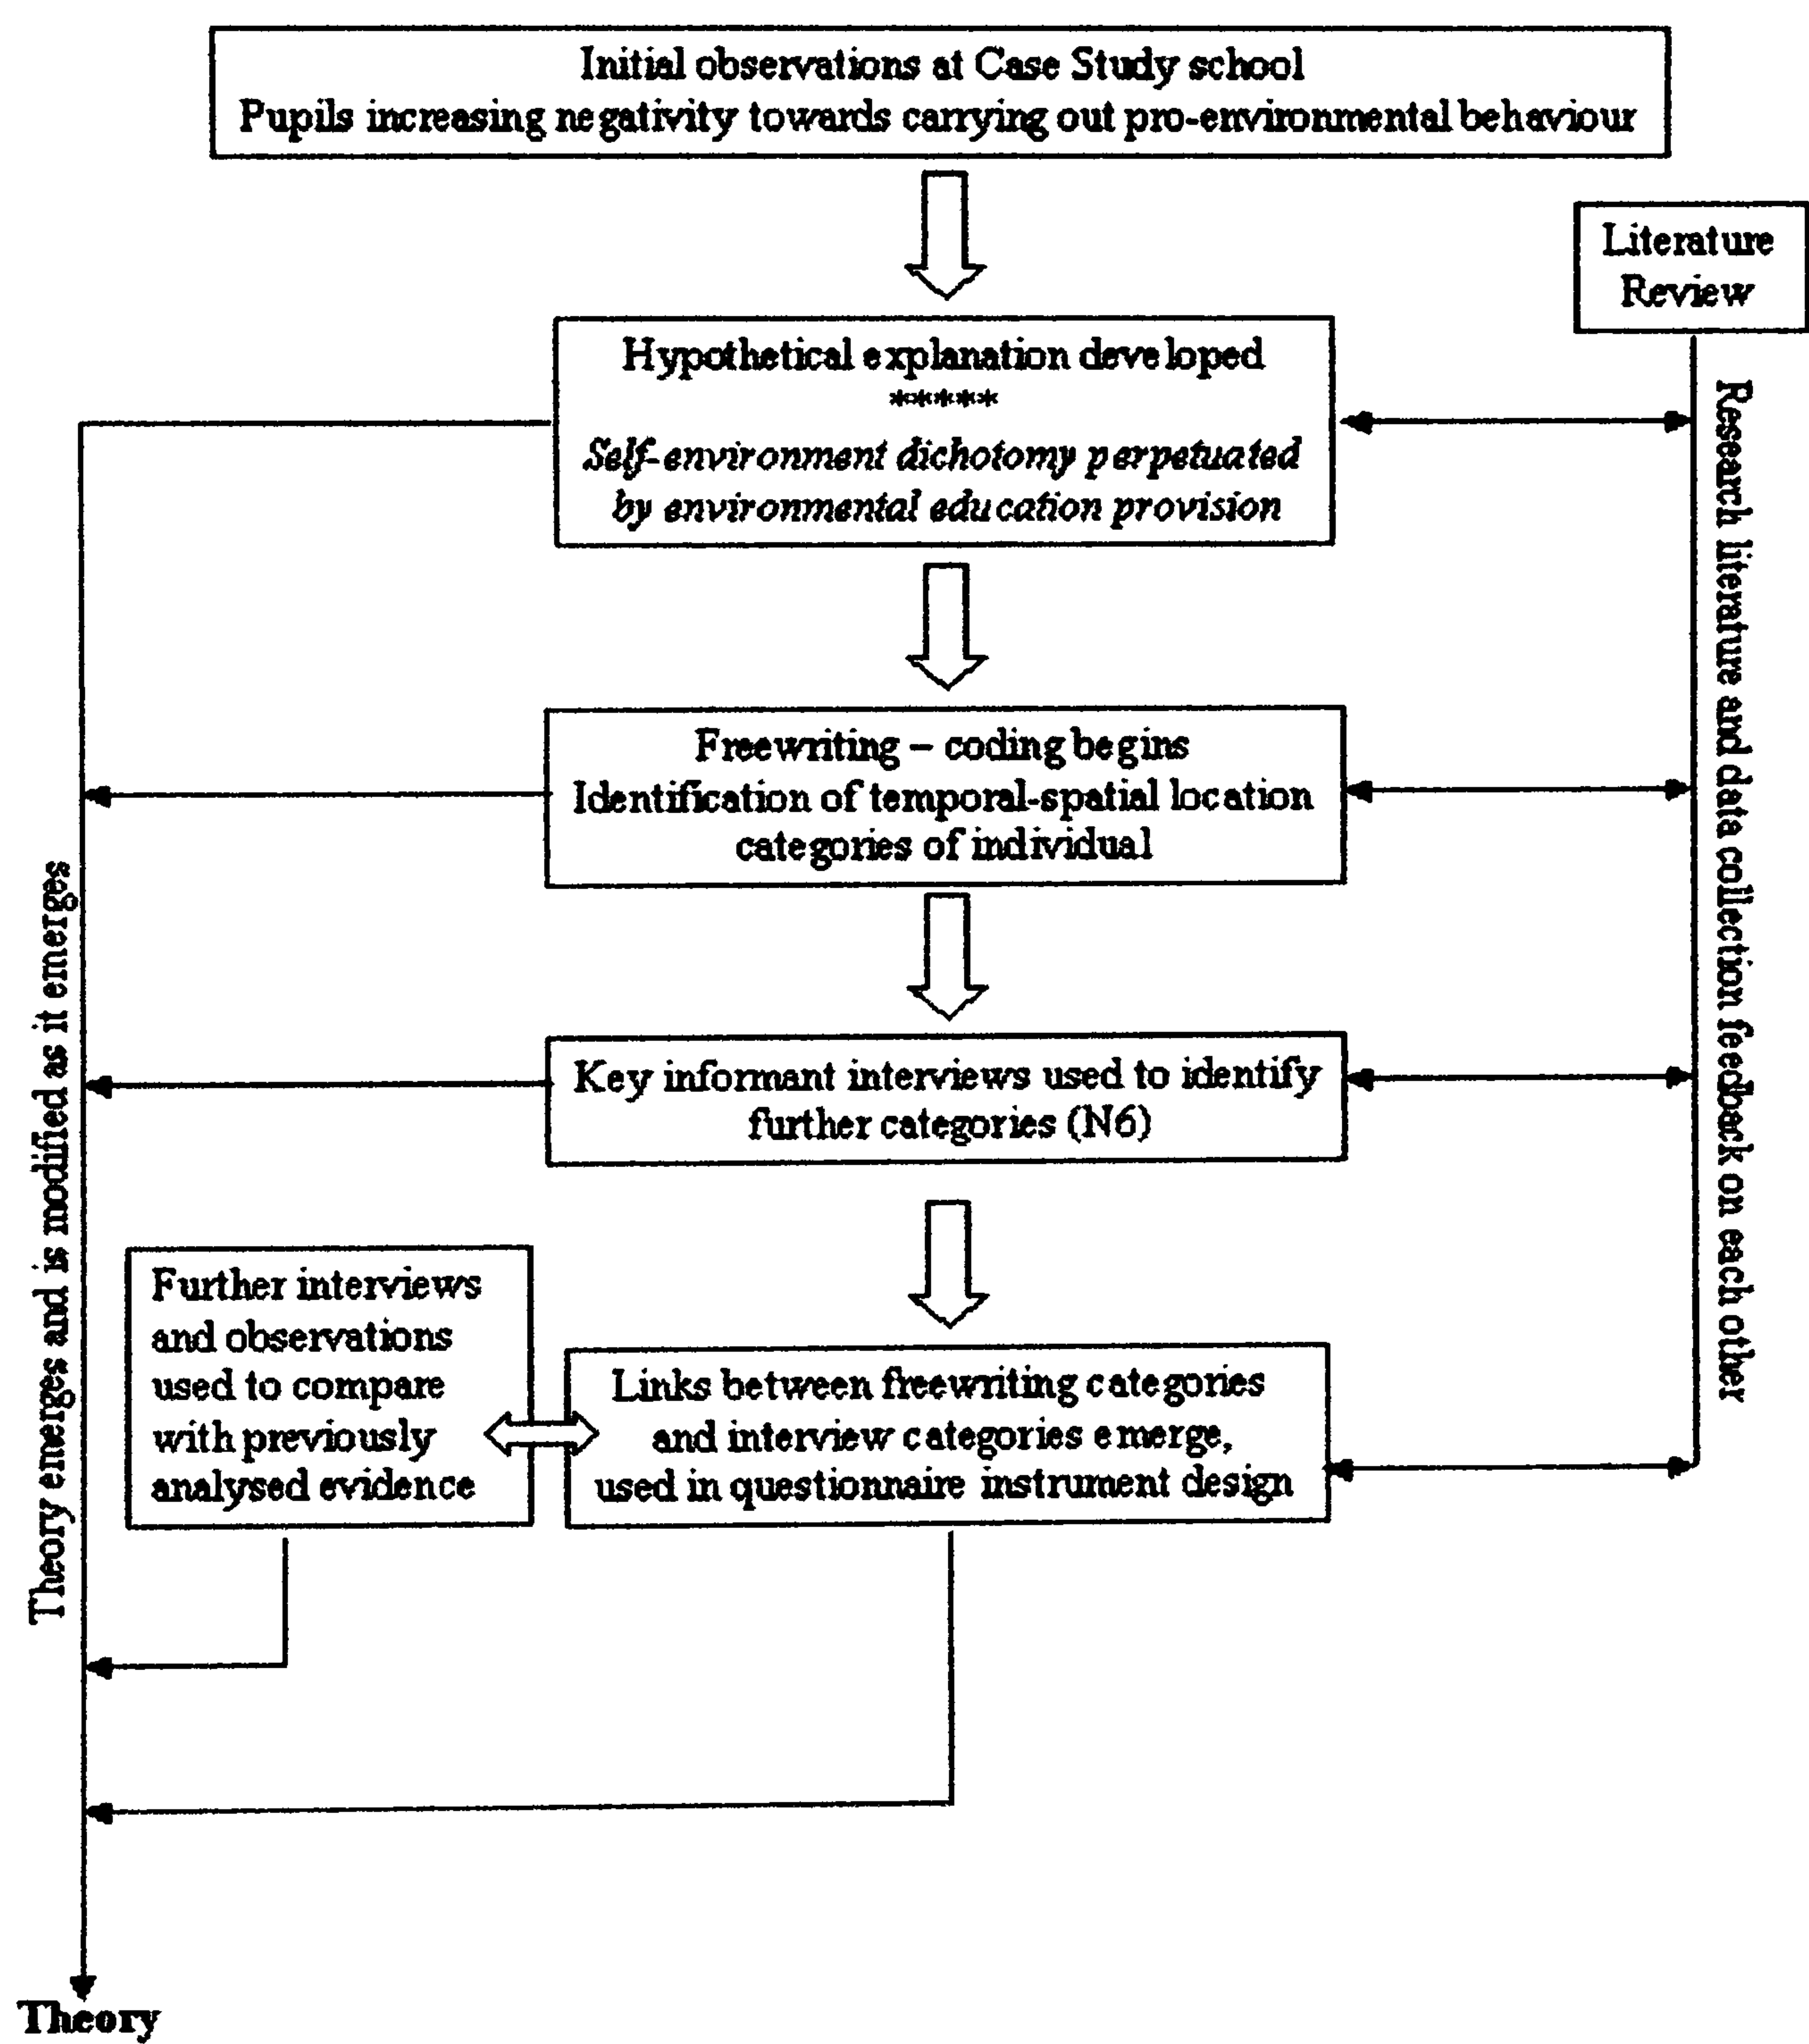 Initial observations at Case Study school
Pupils increasing negativity towards carrying out pro-environmental behaviour
Literature
Review
Hypothetical explanation developed
*****
Self-environment dichotomy perpetuated
by environmental education provision
Research literature and data collection feedback on each other
Freewriting – coding begins
Identification of temporal-spatial location
categories of individual
Theory emerges and is modified as it emerges
Key informant interviews used to identify
further categories (N6)
Further interviews
and observations
used to compare
with previously
analysed evidence
Links between freewriting categories
and interview categories emerge,
used in questionnaire instrument design
Theory